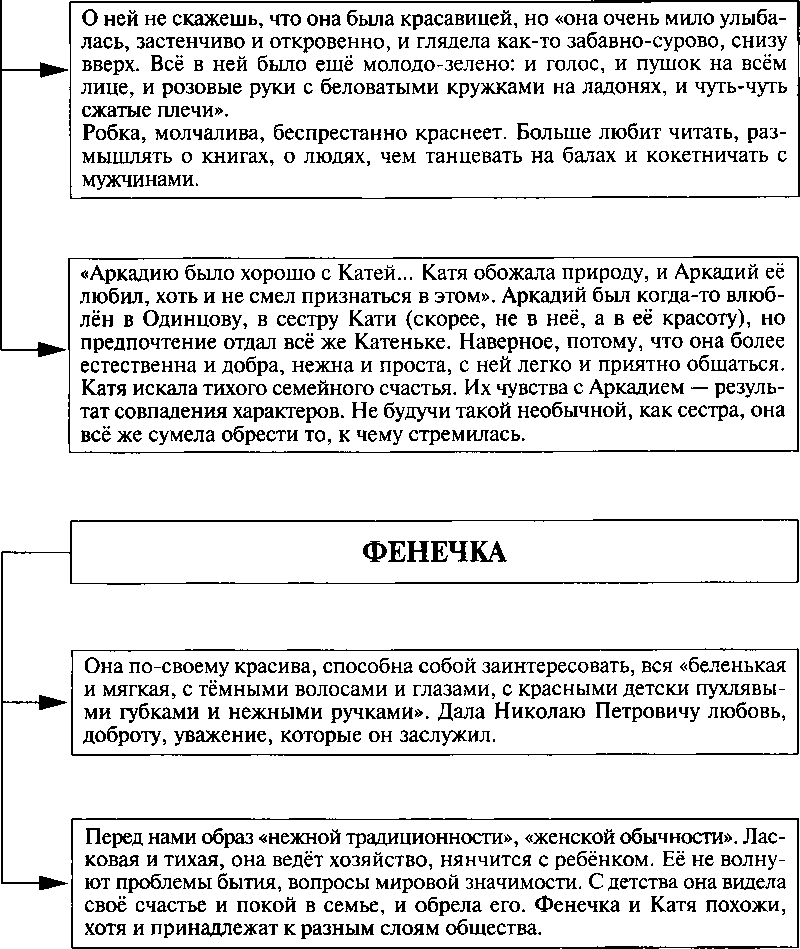 О ней не скажешь, что она была красавицей, но «она очень мило улыба-
лась, застенчиво и откровенно, и глядела как-то забавно-сурово, снизу
вверх. Всё в ней было ещё молодо-зелено: и голос, и пушок на всём
лице, и розовые руки с беловатыми кружками на ладонях, и чуть-чуть
сжатые плечи».
Робка, молчалива, беспрестанно краснеет. Больше любит читать, раз-
мышлять о книгах, о людях, чем танцевать на балах и кокетничать с
мужчинами.
«Аркадию было хорошо с Катей... Катя обожала природу, и Аркадий её
любил, хоть и не смел признаться в этом». Аркадий был когда-то влюб-
лён в Одинцову, в сестру Кати (скорее, не в неё, а в её красоту), но
предпочтение отдал всё же Катеньке. Наверное, потому, что она более
естественна и добра, нежна и проста, с ней легко и приятно общаться.
Катя искала тихого семейного счастья. Их чувства с Аркадием — резуль-
тат совпадения характеров. Не будучи такой необычной, как сестра, она
всё же сумела обрести то, к чему стремилась.
ФЕНЕЧКА
Она по-своему красива, способна собой заинтересовать, вся «беленькая
и мягкая, с тёмными волосами и глазами, с красными детски пухлявы-
ми губками и нежными ручками». Дала Николаю Петровичу любовь,
доброту, уважение, которые он заслужил.
Перед нами образ «нежной традиционности», «женской обычности». Лас-
ковая и тихая, она ведёт хозяйство, нянчится с ребёнком. Её не волну-
ют проблемы бытия, вопросы мировой значимости. С детства она видела
своё счастье и покой в семье, и обрела его. Фенечка и Катя похожи,
хотя и принадлежат к разным слоям общества.